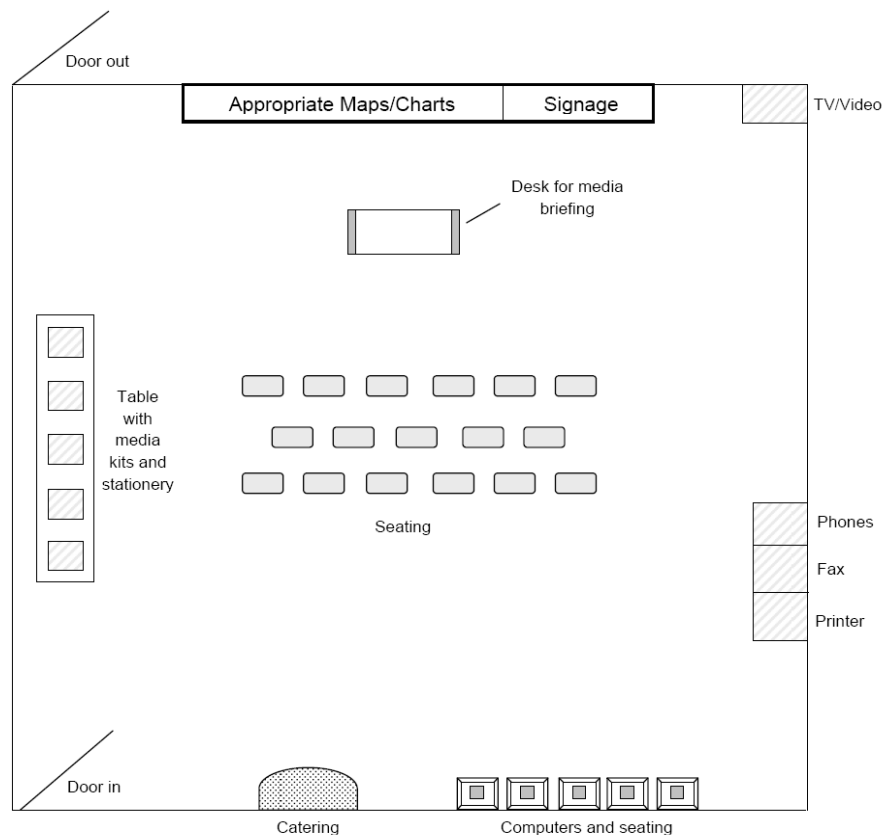 Door out
Appropriate Maps/Charts
Signage
TV/Video
Desk for media
briefing
Table
with
media
kits and
stationery
Seating
Phones
Fax
Printer
Door in
Catering
Computers and seating